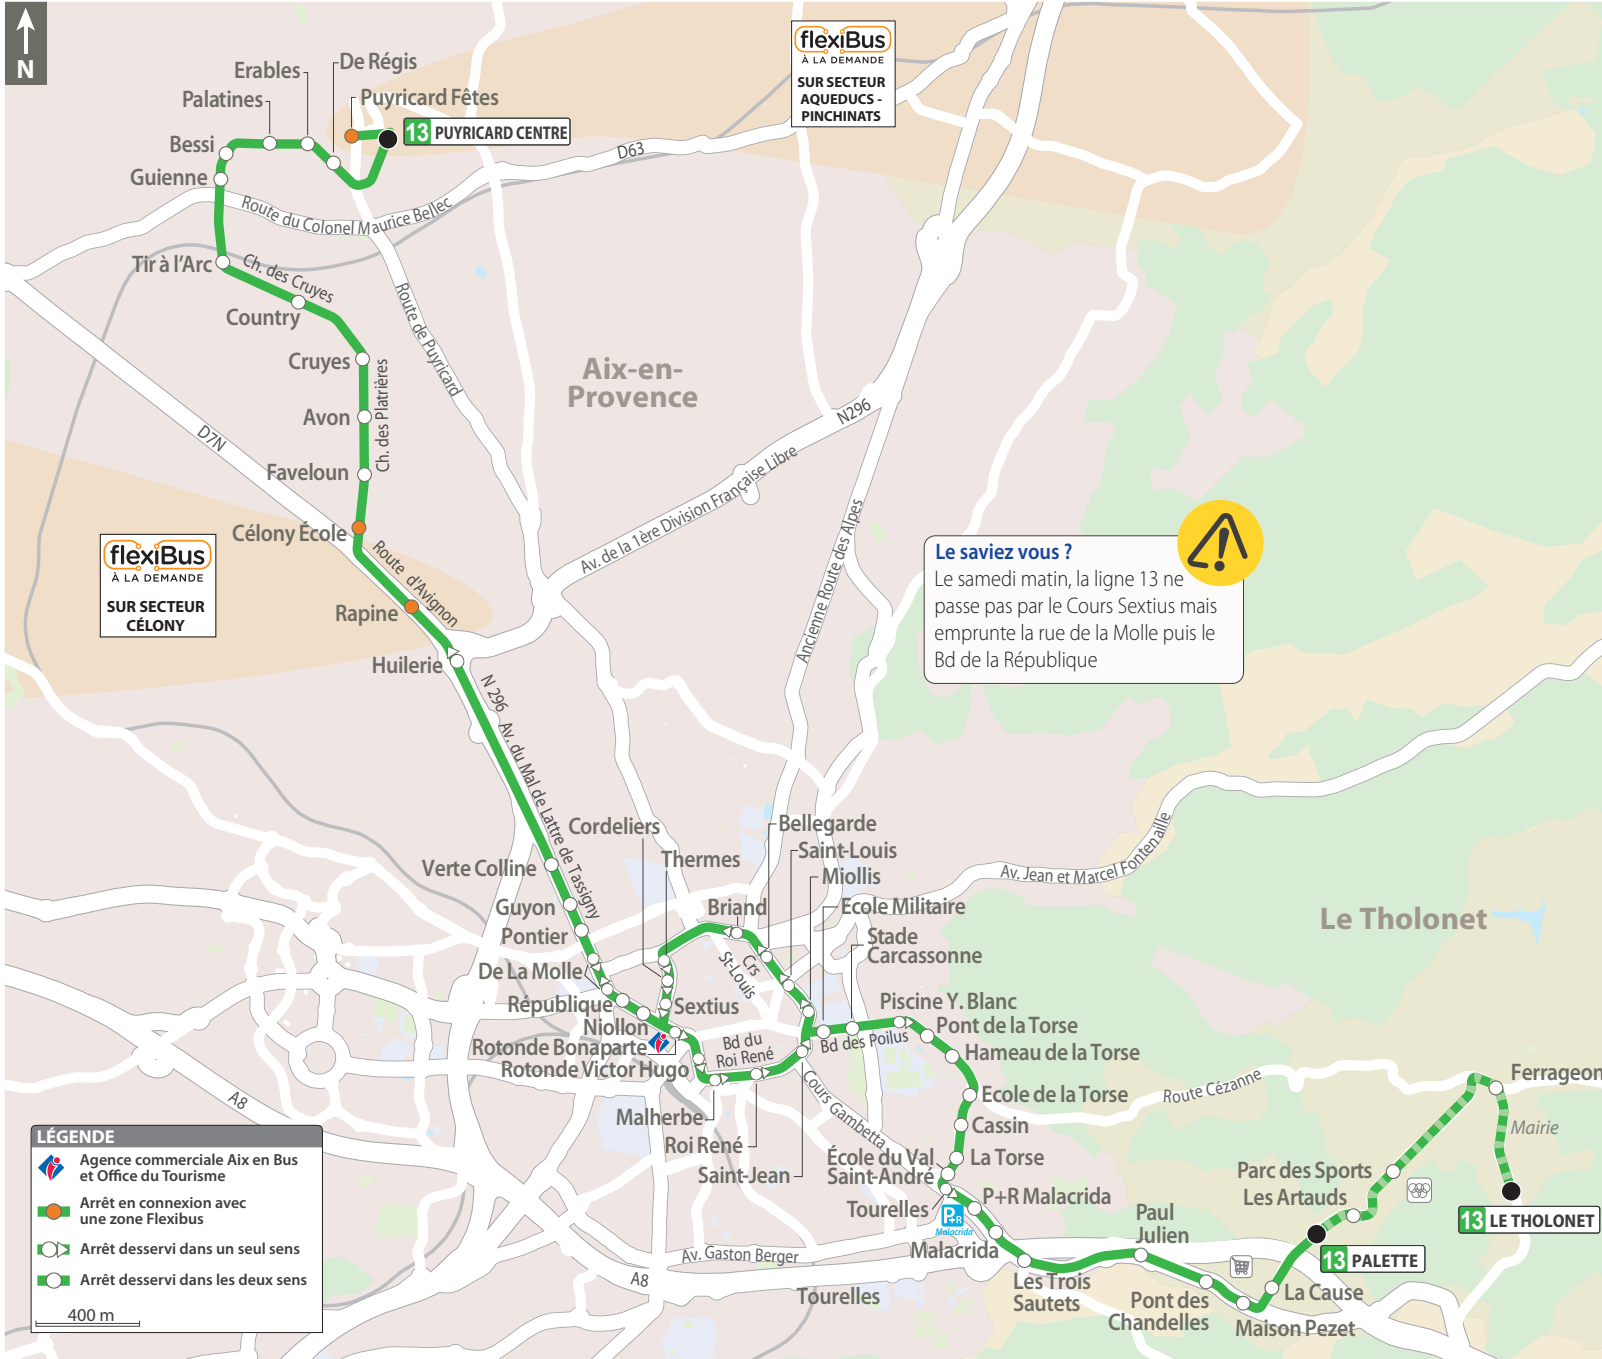 N
flexiBus
À LA DEMANDE
SUR SECTEUR
AQUEDUCS -
PINCHINATS
De Régis
Erables
Palatines
Puyricard Fêtes
13 PUYRICARD CENTRE
Bessi
Guienne
D63
Route du Colonel Maurice Bellec
Tir à l'Arc
Ch. des Cruyes
Country
Route de Puyricard
Cruyes
Ch. des Platrières
Aix-en-
Provence
Avon
N296
D7N
Faveloun
Av. de la 1ère Division Française Libre
Célony École
Ancienne Route des Alpes
flexiBus
À LA DEMANDE
SUR SECTEUR
CÉLONY
Route d'Avignon
Rapine
Le saviez vous ?
Le samedi matin, la ligne 13 ne
passe pas par le Cours Sextius mais
emprunte la rue de la Molle puis le
Bd de la République
Huilerie
N 296
Av. du Mal de Lattre de Tassigny
Cordeliers
Bellegarde
Thermes
Saint-Louis
Verte Colline
Miollis
Av. Jean et Marcel Fontenaille
Guyon
Briand
Ecole Militaire
Le Tholonet
Pontier
Stade
Carcassonne
Crs
St-Louis
De La Molle
République
Sextius
Piscine Y. Blanc
Niollon
Pont de la Torse
Rotonde Bonaparte
Bd du
Roi René
Bd des Poilus
Hameau de la Torse
Rotonde Victor Hugo
Ferrageon
Route Cézanne
Ecole de la Torse
Cours Gambetta
Malherbe
Cassin
Mairie
Roi René
École du Val
Saint-André
La Torse
Saint-Jean
Parc des Sports
Les Artauds
P+R Malacrida
Tourelles
P+R
Malacrida
Paul
Julien
13 LE THOLONET
Malacrida
Av. Gaston Berger
13 PALETTE
A8
A8
Les Trois
Sautets
Tourelles
La Cause
Pont des
Chandelles
Maison Pezet
LÉGENDE
Agence commerciale Aix en Bus
et Office du Tourisme
Arrêt en connexion avec
une zone Flexibus
Arrêt desservi dans un seul sens
Arrêt desservi dans les deux sens
400 m